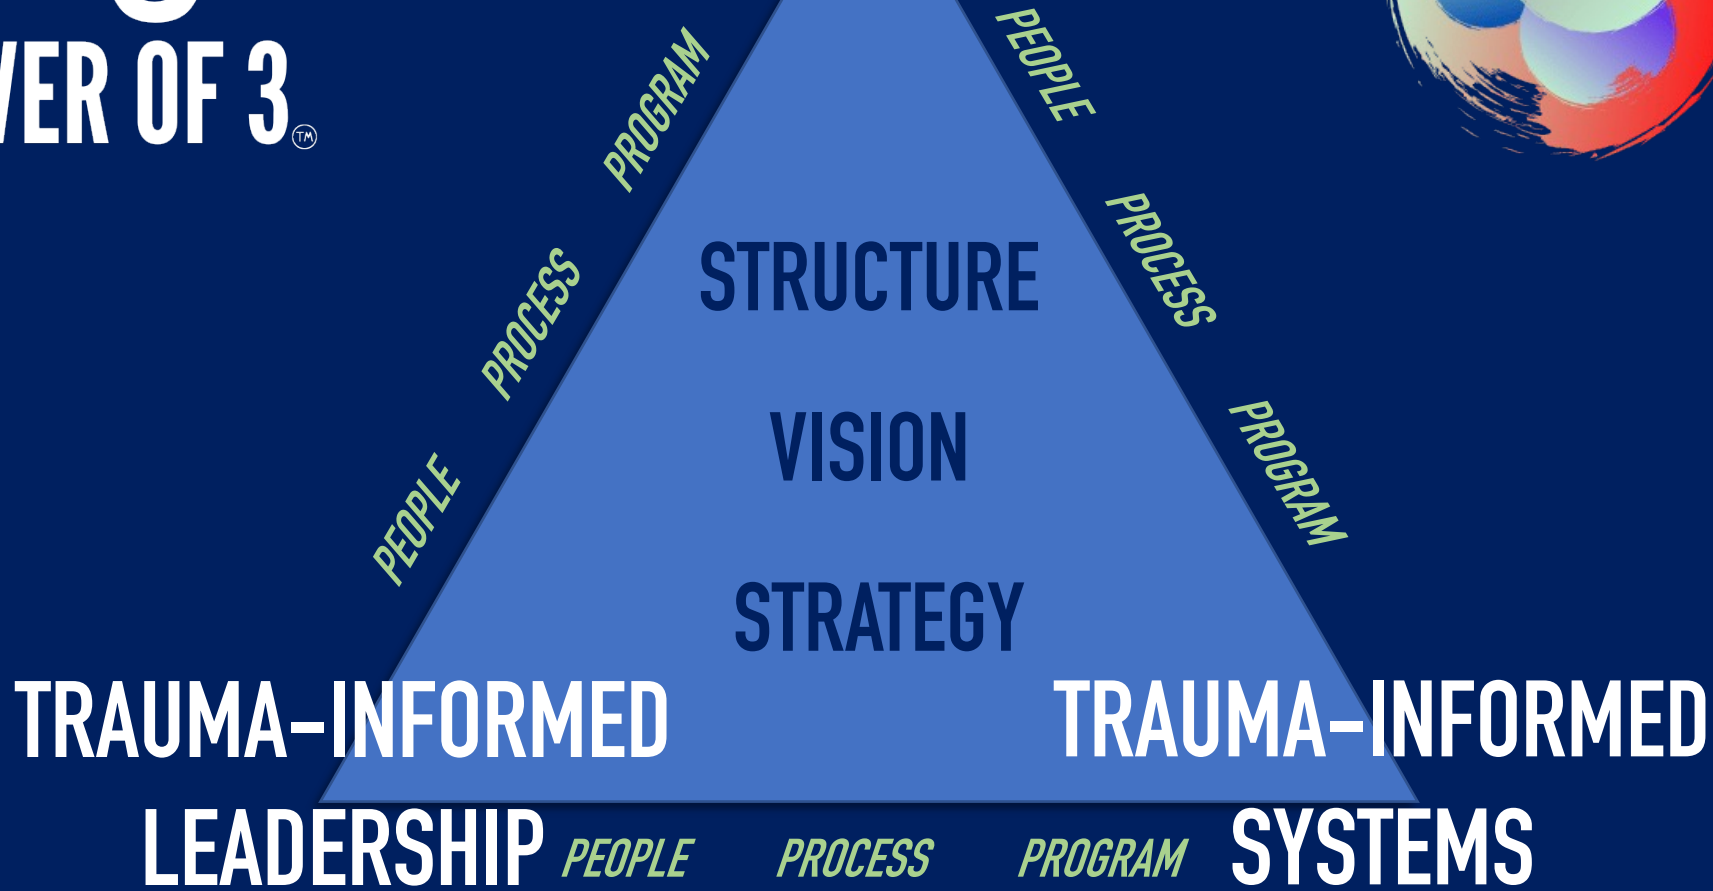 OF 3
TM
PROGRAM
PEOPLE
PROCESS
PROCESS
PEOPLE
PROGRAM
STRUCTURE
VISION
STRATEGY
TRAUMA-INFORMED
LEADERSHIP
TRAUMA-INFORMED
SYSTEMS
PEOPLE PROCESS PROGRAM